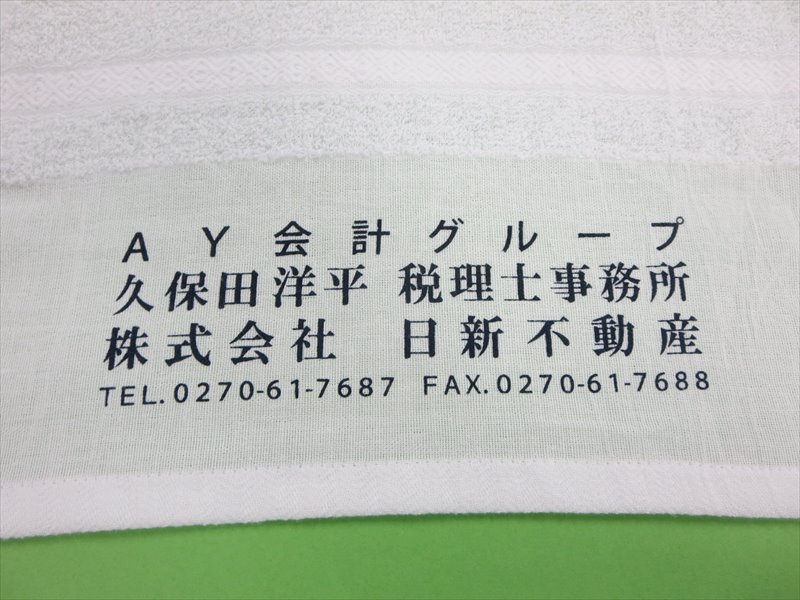 AY会計グループ
久保田洋平 税理士事務所
株式会社 日新不動産
TEL.0270-61-7687 FAX.0270-61-7688